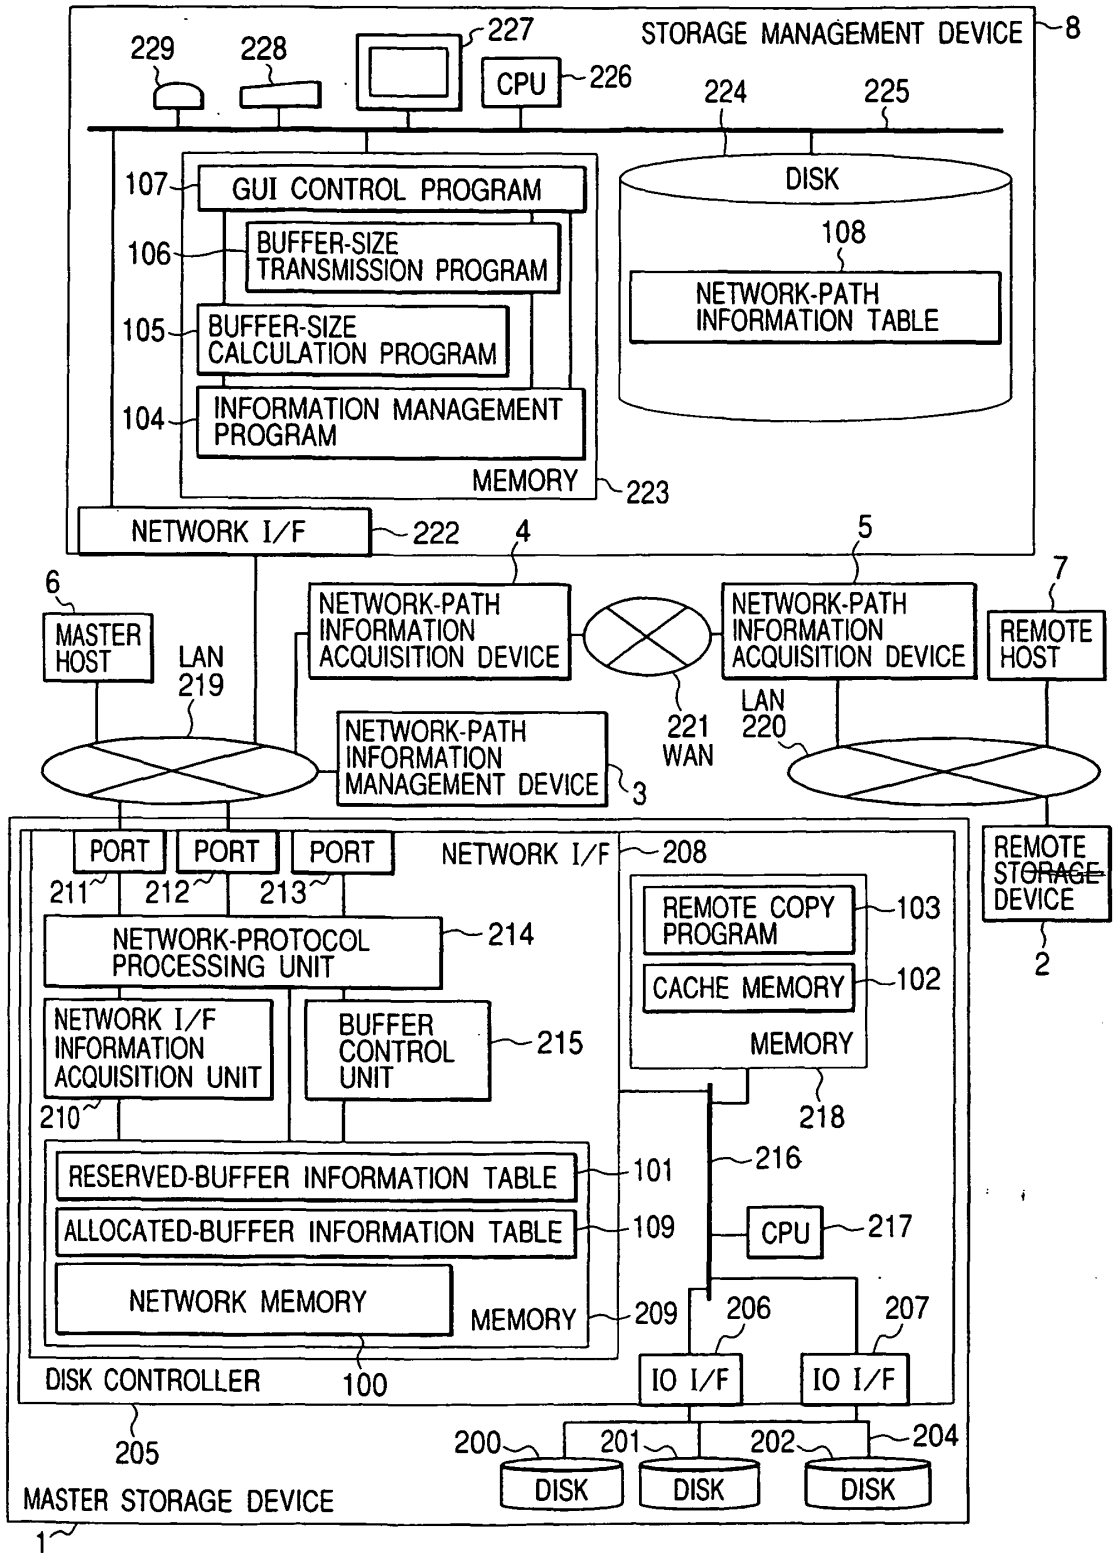 STORAGE MANAGEMENT DEVICE
8
229
228
227
CPU
226
224
225
107
GUI CONTROL PROGRAM
DISK
106
BUFFER-SIZE
TRANSMISSION PROGRAM
108
NETWORK-PATH
INFORMATION TABLE
105
BUFFER-SIZE
CALCULATION PROGRAM
104
INFORMATION MANAGEMENT
PROGRAM
MEMORY
223
NETWORK I/F
222
4
5
6
7
MASTER
HOST
LAN
219
NETWORK-PATH
INFORMATION
ACQUISITION DEVICE
NETWORK-PATH
INFORMATION
ACQUISITION DEVICE
REMOTE
HOST
221
WAN
LAN
220
NETWORK-PATH
INFORMATION
MANAGEMENT DEVICE
3
PORT
PORT
PORT
NETWORK I/F
208
211
212
213
REMOTE
STORAGE
DEVICE
2
REMOTE COPY
PROGRAM
103
NETWORK-PROTOCOL
PROCESSING UNIT
214
CACHE MEMORY
102
NETWORK I/F
INFORMATION
ACQUISITION UNIT
BUFFER
CONTROL
UNIT
215
MEMORY
210
218
RESERVED-BUFFER INFORMATION TABLE
101
216
ALLOCATED-BUFFER INFORMATION TABLE
109
CPU
217
NETWORK MEMORY
MEMORY
209
206
207
DISK CONTROLLER
100
IO I/F
IO I/F
205
200
201
202
204
DISK
DISK
DISK
MASTER STORAGE DEVICE
1